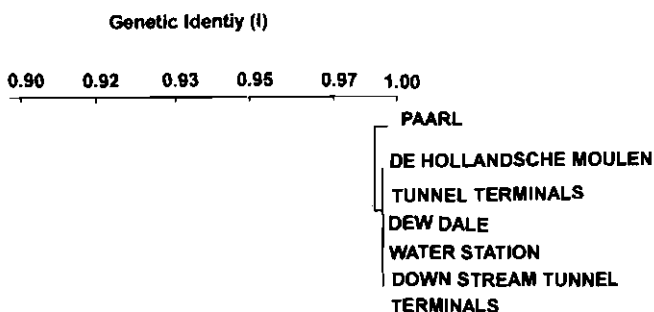 Genetic Identiy (I)
0.90 0.92 0.93 0.95 0.97 1.00
PAARL
DE HOLLANDSCHE MOULEN
TUNNEL TERMINALS
DEW DALE
WATER STATION
DOWN STREAM TUNNEL
TERMINALS